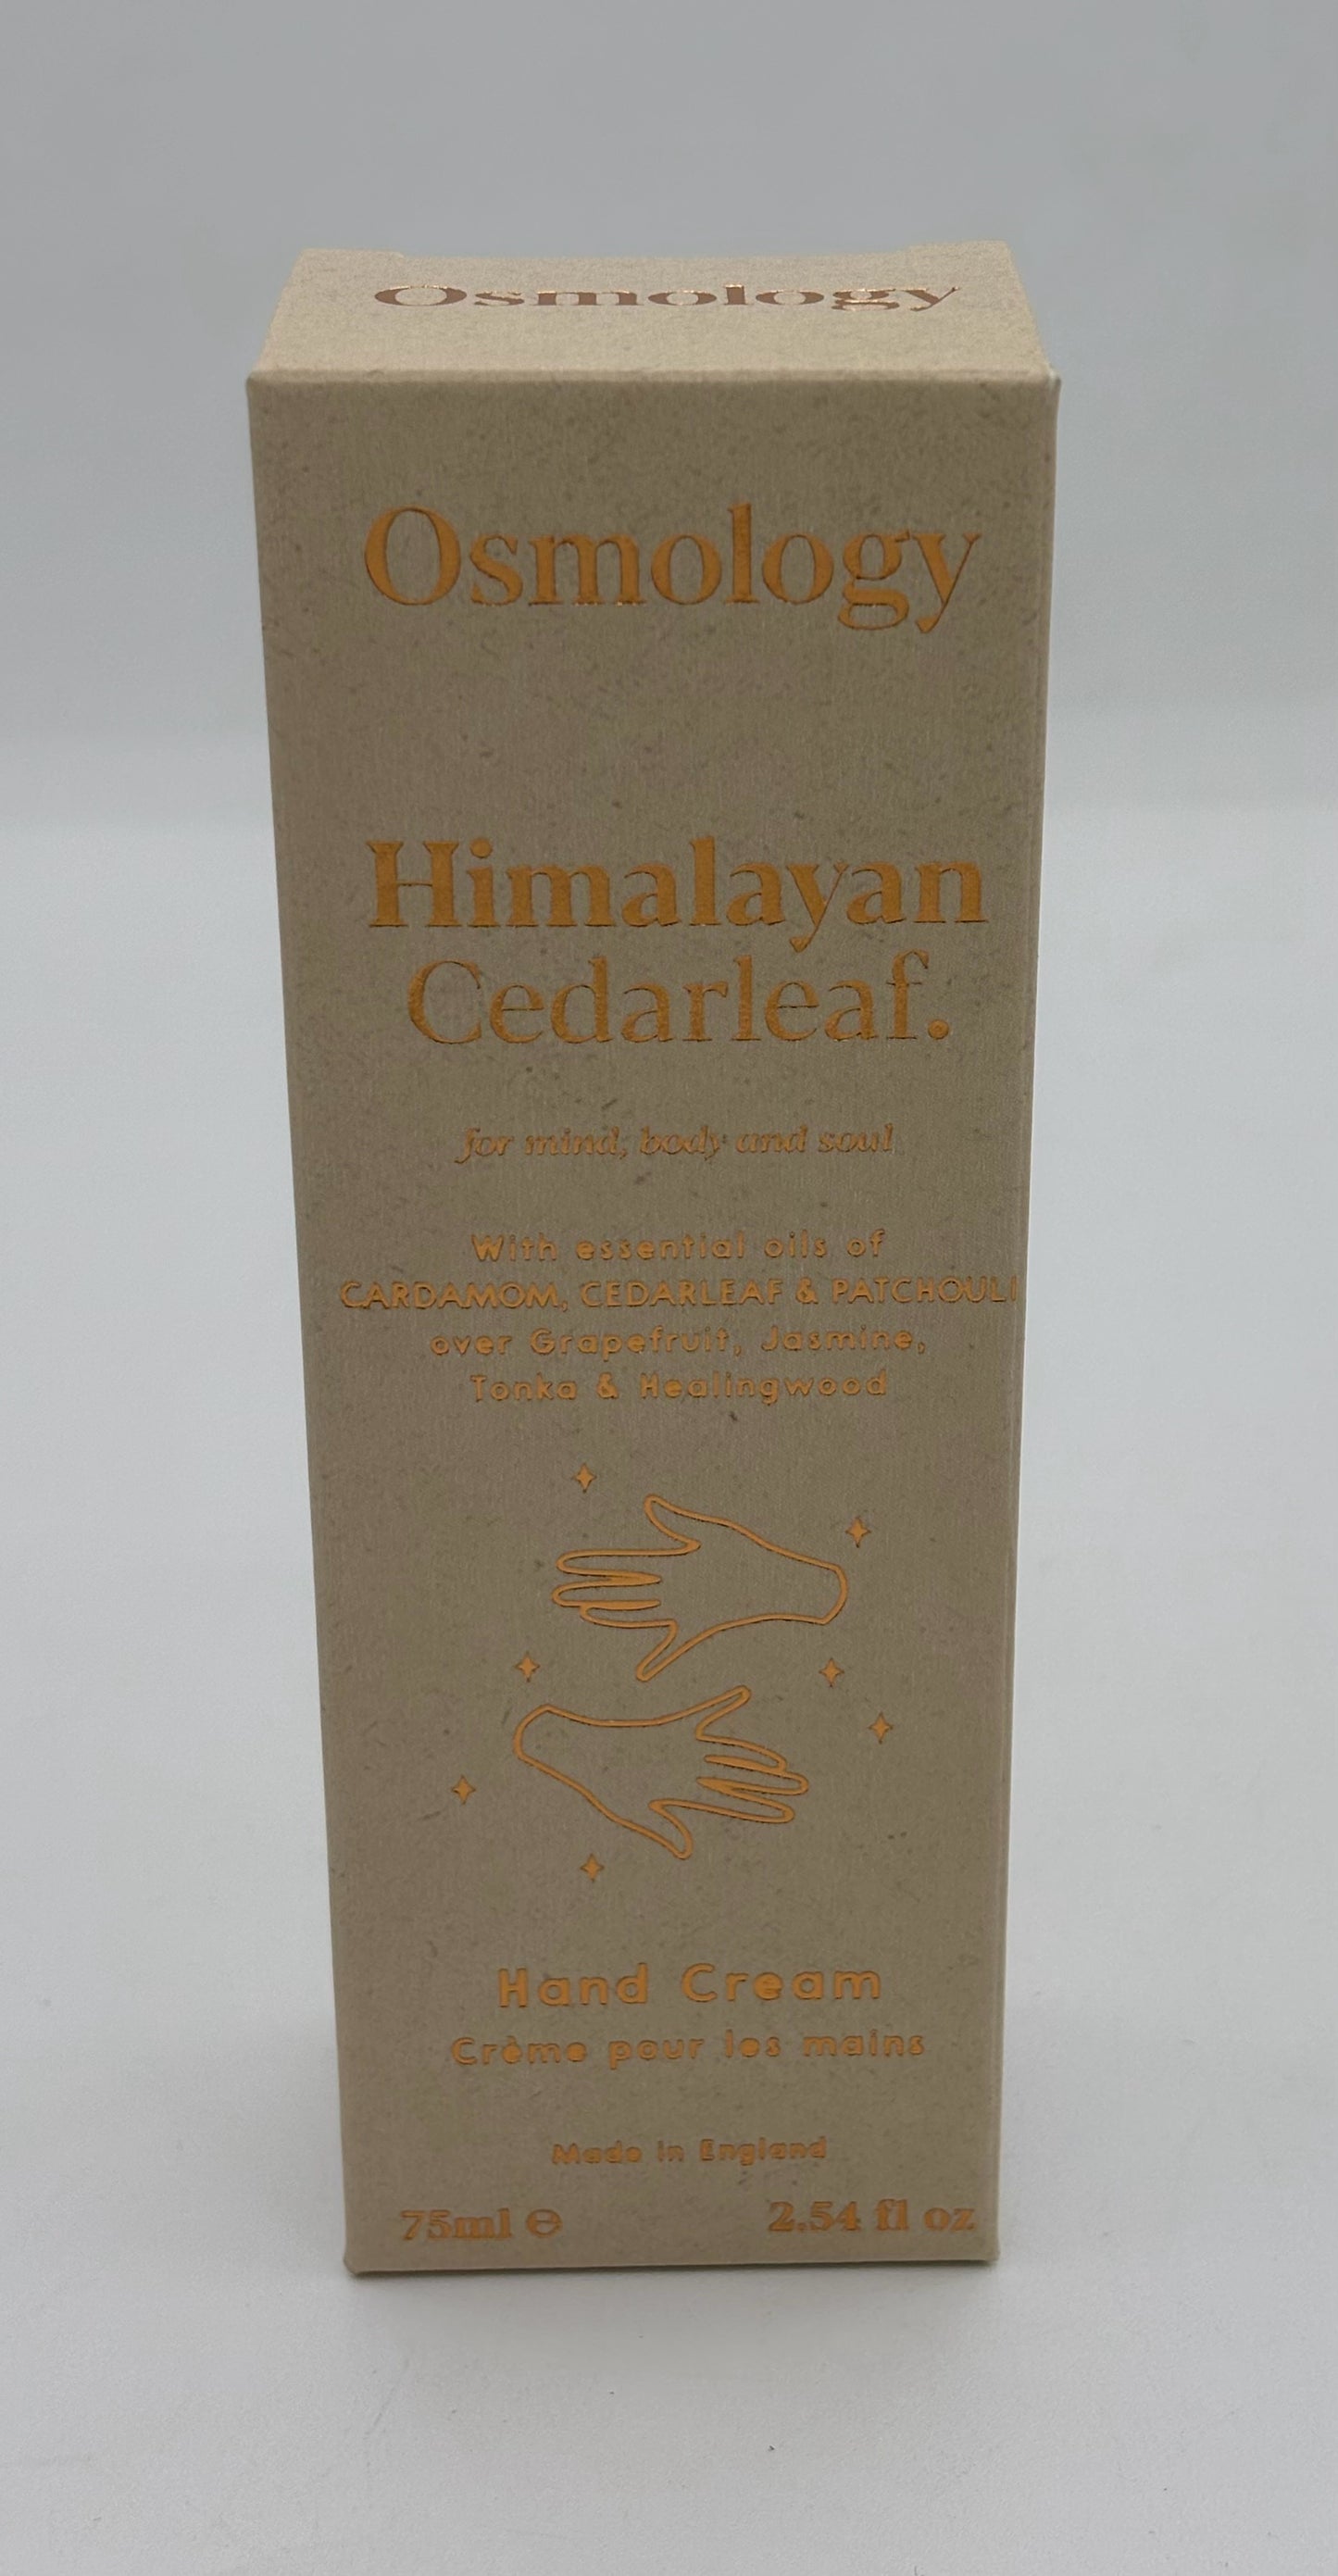 Osmology
Osmology
Himalayan
Cedarleaf.
for mind, body and soul
With essential oils of
CARDAMOM, CEDARLEAF & PATCHOULI
over Grapefruit, Jasmine,
Tonka & Healingwood
Hand Cream
Crème pour les mains
Made in England
75ml ⊖ 2.54 fl oz